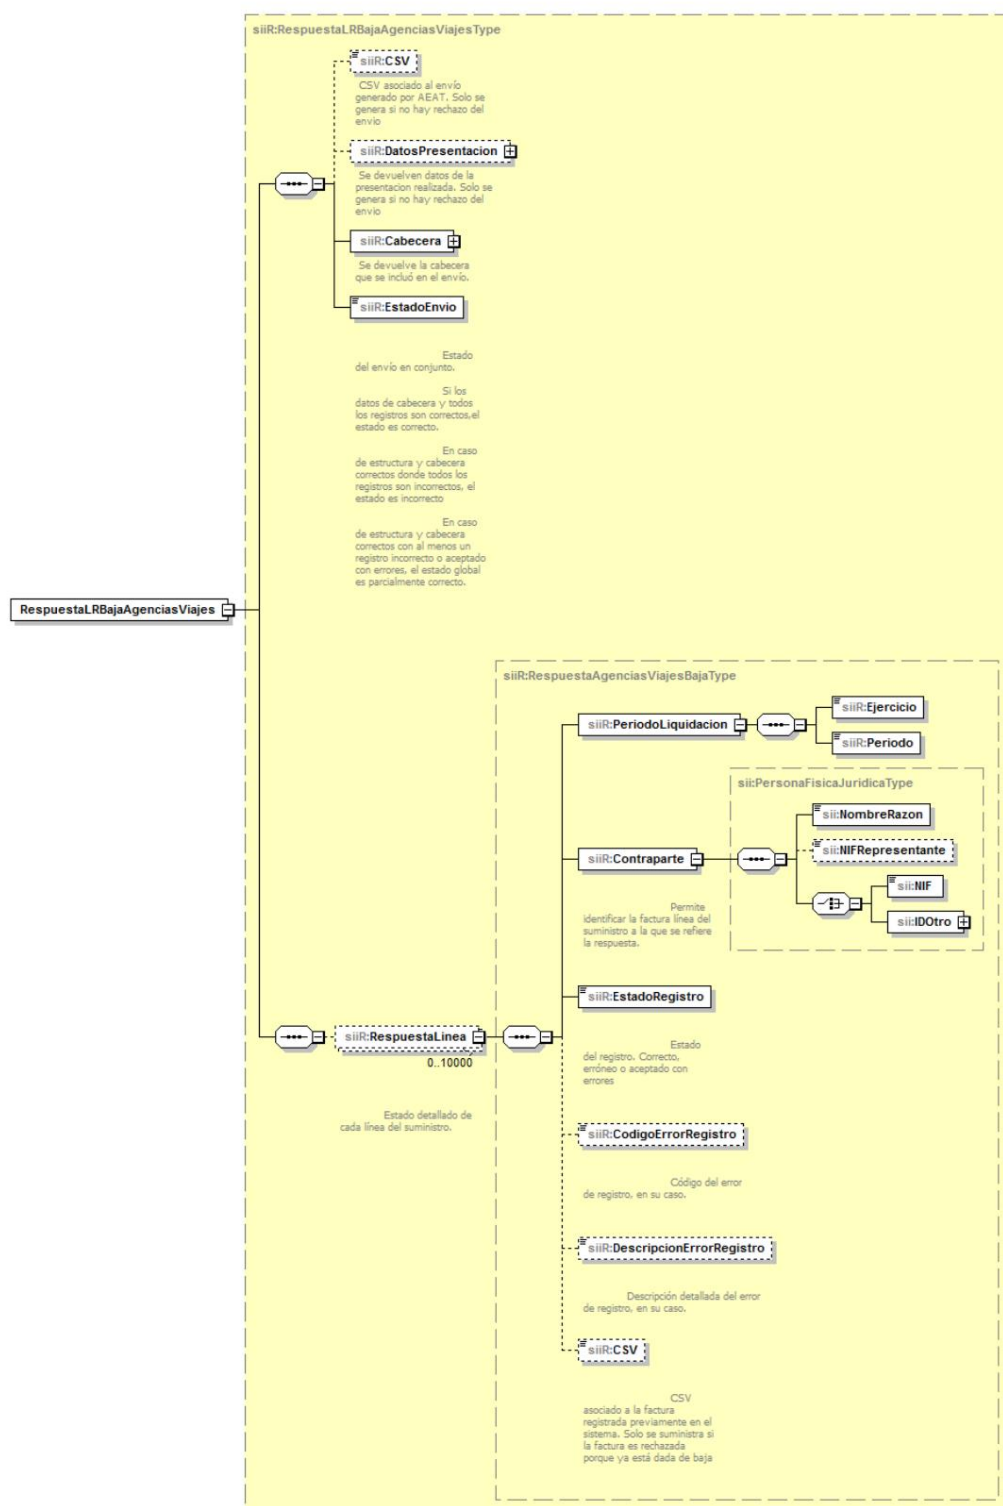 siiR:RespuestaLRBajaAgenciasViajesType
siiR:CSV
CSV asociado al envío
generado por AEAT. Solo se
genera si no hay rechazo del
envio
siiR:DatosPresentacion
Se devuelven datos de la
presentacion realizada. Solo se
genera si no hay rechazo del
envio
siiR:Cabecera
Se devuelve la cabecera
que se incluó en el envío.
siiR:EstadoEnvio
Estado
del envío en conjunto.
Si los
datos de cabecera y todos
los registros son correctos,el
estado es correcto.
En caso
de estructura y cabecera
correctos donde todos los
registros son incorrectos, el
estado es incorrecto
En caso
de estructura y cabecera
correctos con al menos un
registro incorrecto o aceptado
con errores, el estado global
es parcialmente correcto.
RespuestaLRBajaAgenciasViajes
siiR:RespuestaAgenciasViajesBajaType
siiR:PeriodoLiquidacion
siiR:Ejercicio
siiR:Periodo
sii:PersonaFisicaJuridicaType
sii:NombreRazon
sii:NIFRepresentante
siiR:Contraparte
sii:NIF
sii:IDOtro
Permite
identificar la factura línea del
suministro a la que se refiere
la respuesta.
siiR:EstadoRegistro
Estado
del registro. Correcto,
erróneo o aceptado con
errores
siiR:RespuestaLinea
0..10000
Estado detallado de
cada línea del suministro.
siiR:CodigoErrorRegistro
Código del error
de registro, en su caso.
siiR:DescripcionErrorRegistro
Descripción detallada del error
de registro, en su caso.
siiR:CSV
CSV
asociado a la factura
registrada previamente en el
sistema. Solo se suministra si
la factura es rechazada
porque ya está dada de baja